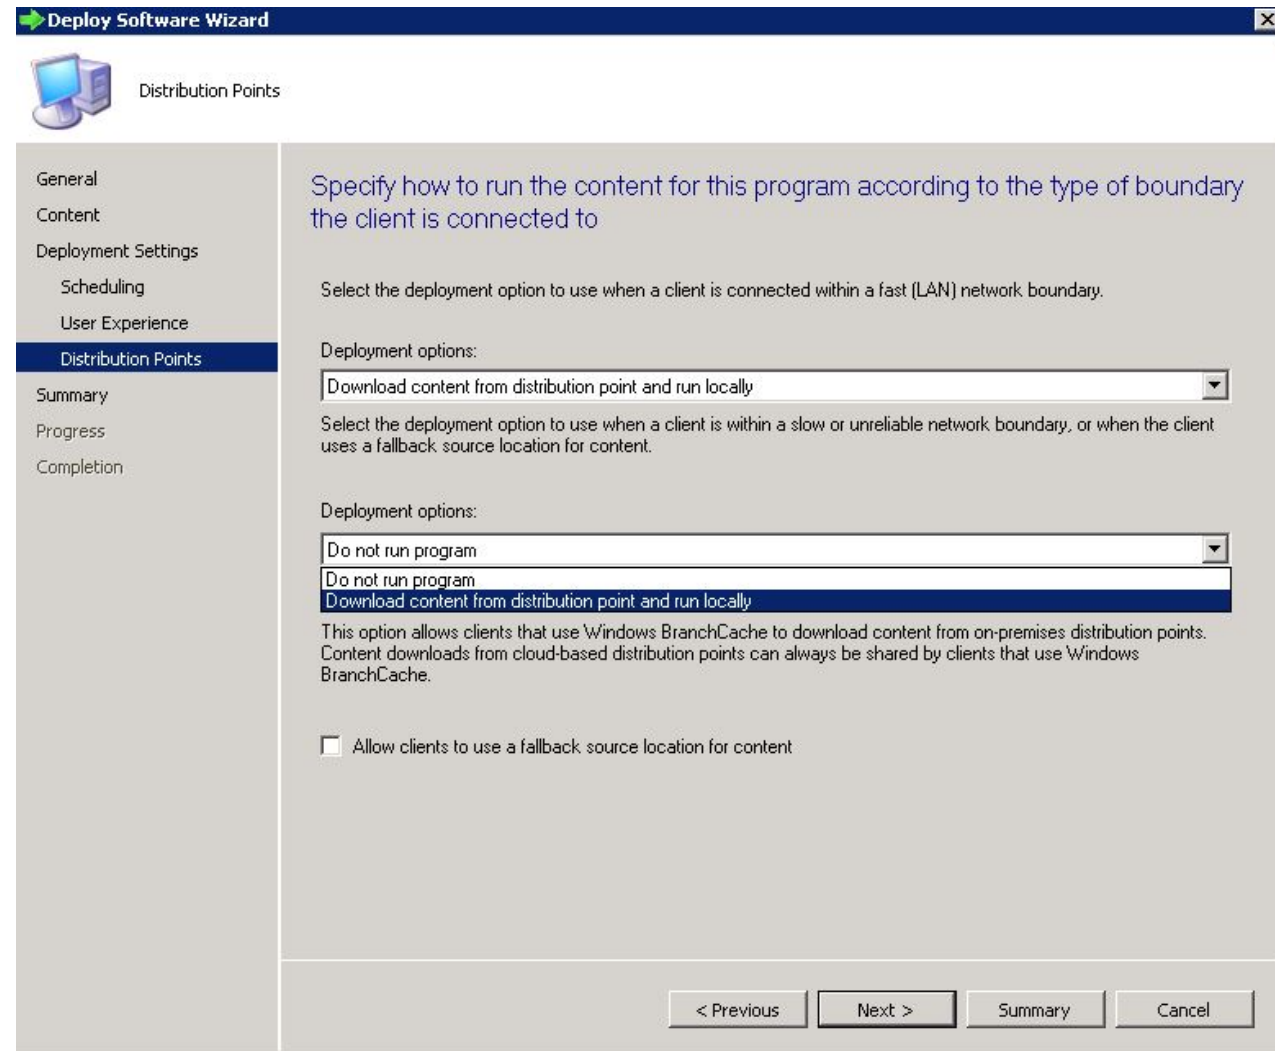 Deploy Software Wizard
Distribution Points
General
Content
Deployment Settings
Scheduling
User Experience
Distribution Points
Summary
Progress
Completion
Specify how to run the content for this program according to the type of boundary
the client is connected to
Select the deployment option to use when a client is connected within a fast (LAN) network boundary.
Deployment options:
Download content from distribution point and run locally
Select the deployment option to use when a client is within a slow or unreliable network boundary, or when the client
uses a fallback source location for content.
Deployment options:
Do not run program
Do not run program
Download content from distribution point and run locally
This option allows clients that use Windows BranchCache to download content from on-premises distribution points.
Content downloads from cloud-based distribution points can always be shared by clients that use Windows
BranchCache.
Allow clients to use a fallback source location for content
< Previous
Next >
Summary
Cancel